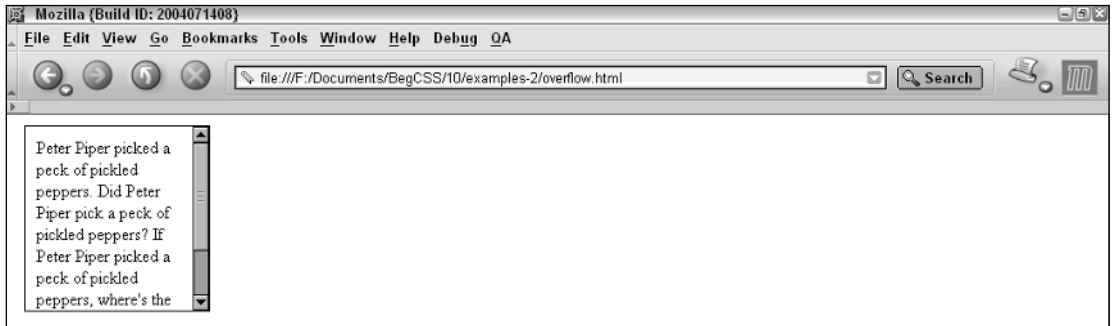 Mozilla {Build ID: 2004071408}
File Edit View Go Bookmarks Tools Window Help Debug QA
file:///F:/Documents/BegCSS/10/examples-2/overflow.html Search
Peter Piper picked a
peck of pickled
peppers. Did Peter
Piper pick a peck of
pickled peppers? If
Peter Piper picked a
peck of pickled
peppers, where's the